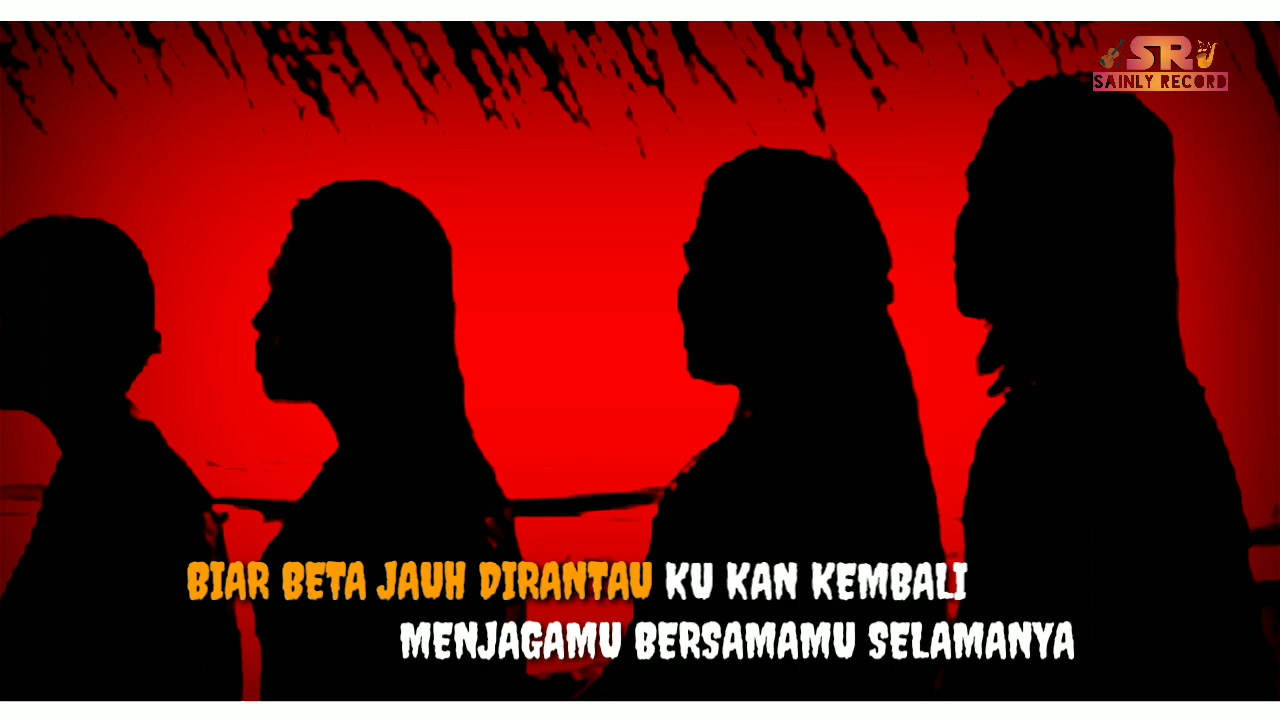 SR
SAINLY RECORD
BIAR BETA JAUH DIRANTAU KU KAN KEMBALI
MENJAGAMU BERSAMAMU SELAMANYA